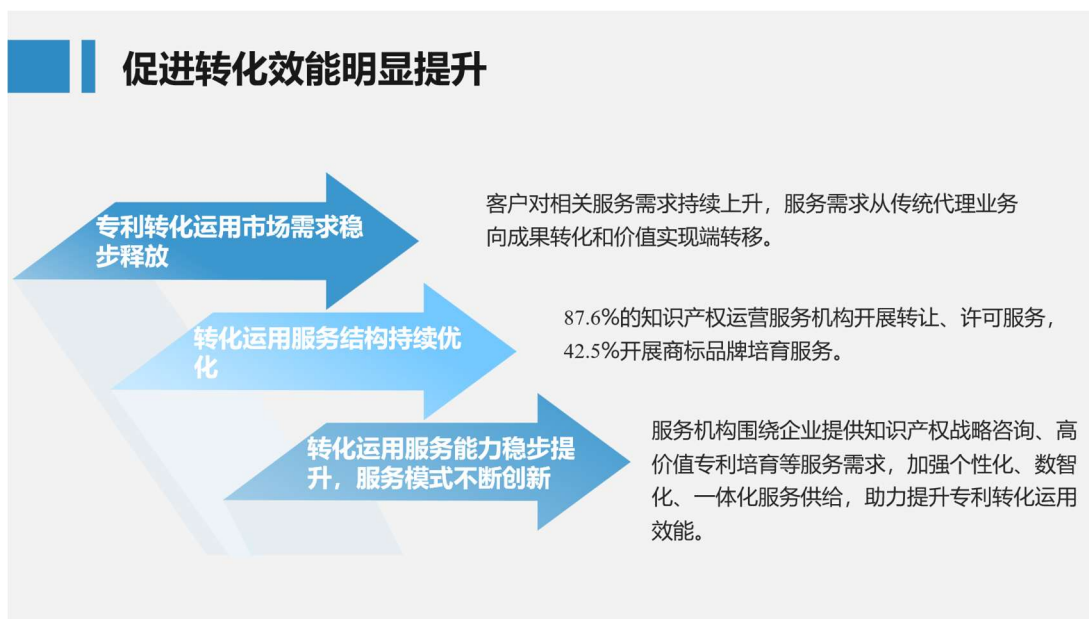 促进转化效能明显提升
专利转化运用市场需求稳
步释放
客户对相关服务需求持续上升，服务需求从传统代理业务
向成果转化和价值实现端转移。
转化运用服务结构持续优
化
87.6%的知识产权运营服务机构开展转让、许可服务，
42.5%开展商标品牌培育服务。
转化运用服务能力稳步提
升，服务模式不断创新
服务机构围绕企业提供知识产权战略咨询、高
价值专利培育等服务需求，加强个性化、数智
化、一体化服务供给，助力提升专利转化运用
效能。